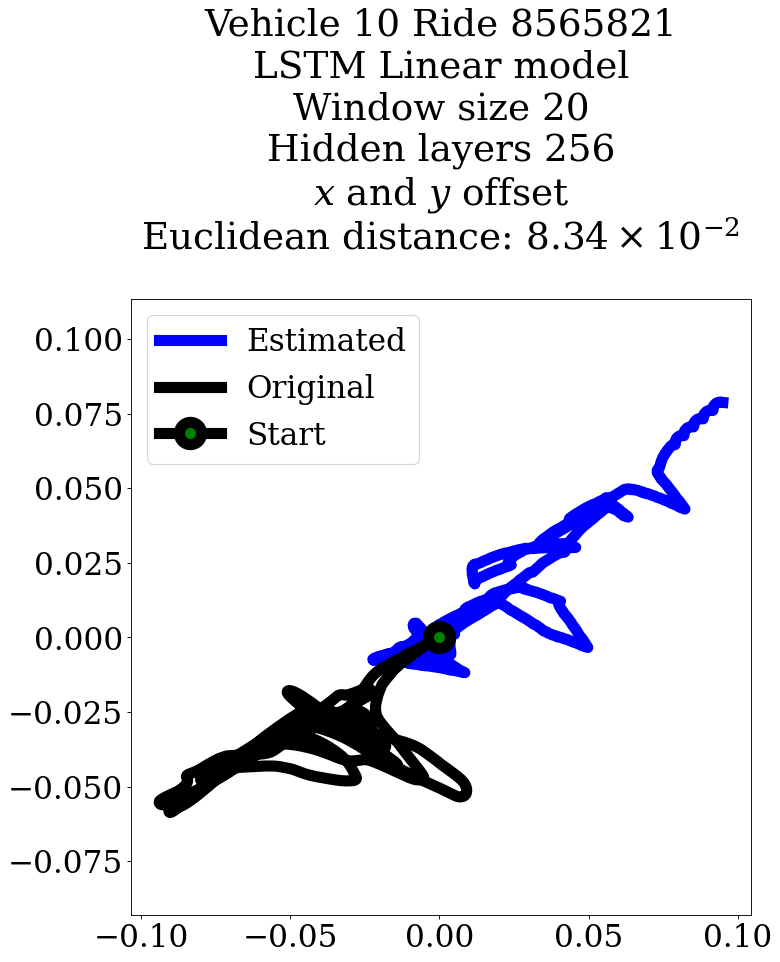 Vehicle 10 Ride 8565821
LSTM Linear model
Window size 20
Hidden layers 256
x and y offset
Euclidean distance: 8.34 × 10⁻²
Estimated
Original
Start
0.100
0.075
0.050
0.025
0.000
−0.025
−0.050
−0.075
−0.10 −0.05 0.00 0.05 0.10